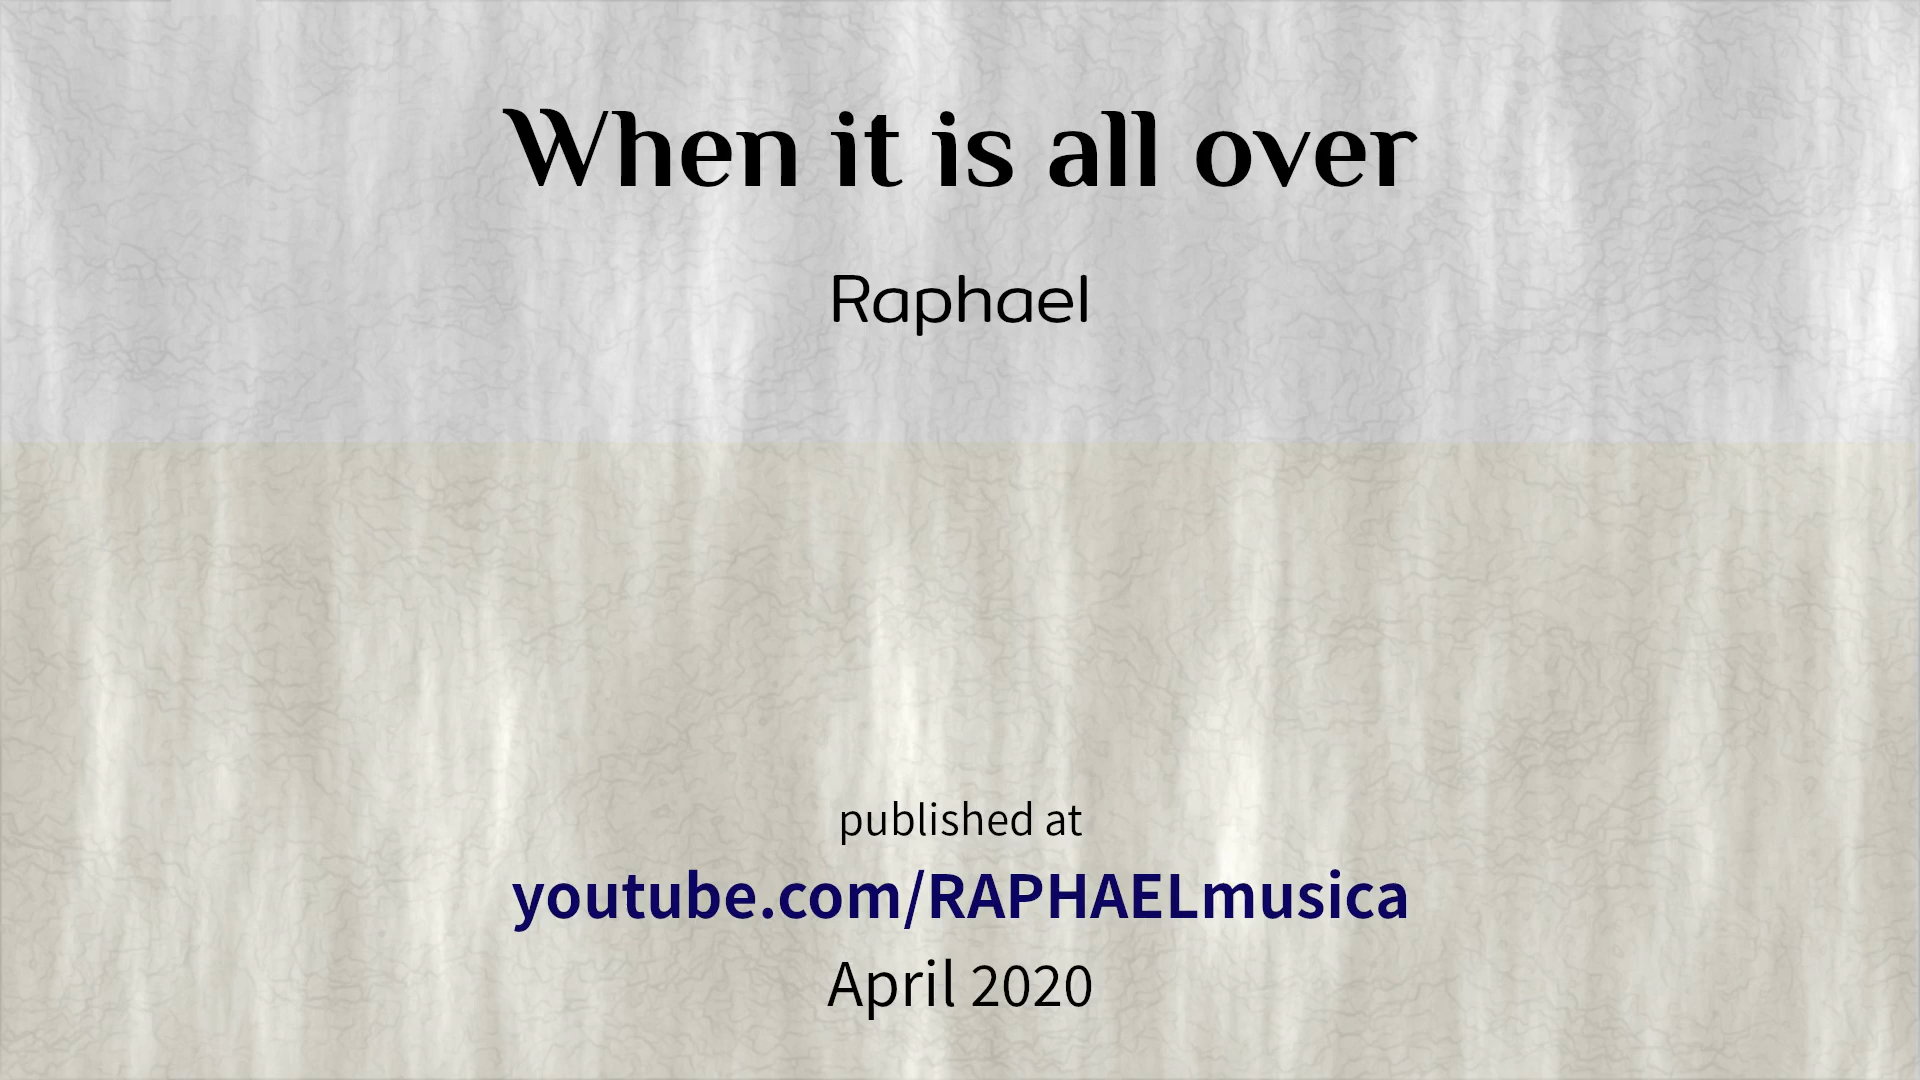 When it is all over
Raphael
published at
youtube.com/RAPHAELmusica
April 2020